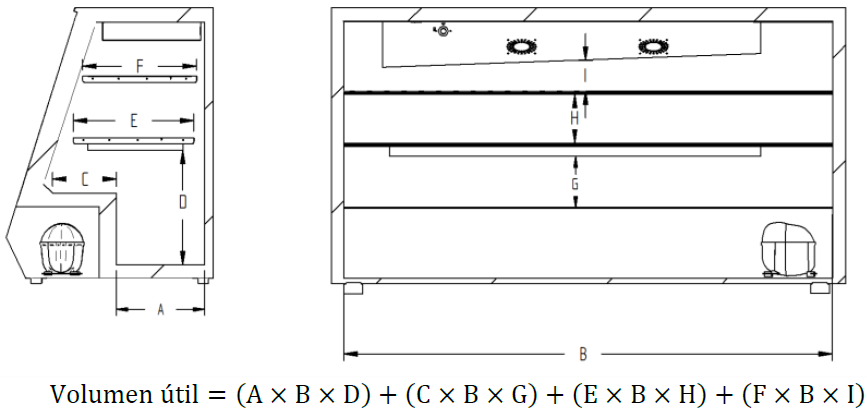 F
E
C
D
A
I
H
G
B
Volumen útil = (A × B × D) + (C × B × G) + (E × B × H) + (F × B × I)